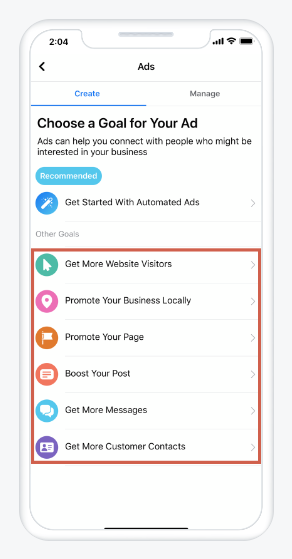 2:04
Ads
Create
Manage
Choose a Goal for Your Ad
Ads can help you connect with people who might be
interested in your business
Recommended
Get Started With Automated Ads
Other Goals
Get More Website Visitors
Promote Your Business Locally
Promote Your Page
Boost Your Post
Get More Messages
Get More Customer Contacts